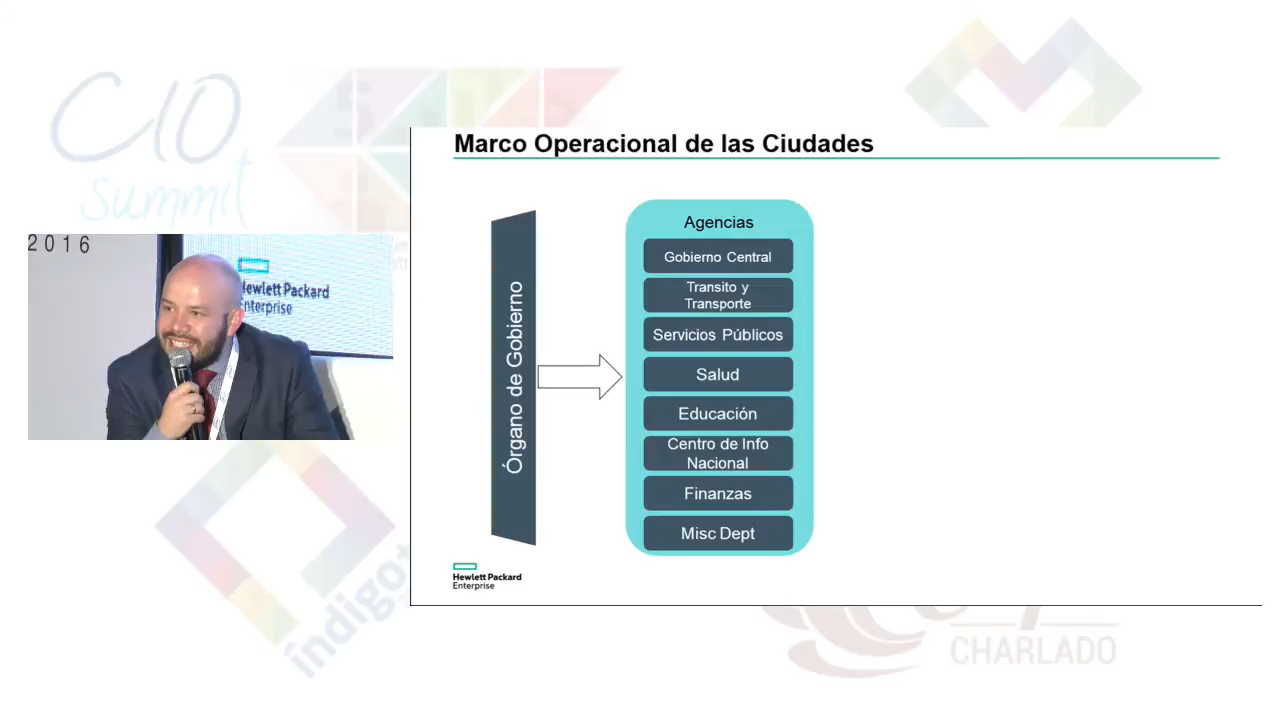 CIO
summit
2016
Hewlett Packard
Enterprise
Marco Operacional de las Ciudades
Órgano de Gobierno
Agencias
Gobierno Central
Transito y
Transporte
Servicios Públicos
Salud
Educación
Centro de Info
Nacional
Finanzas
Misc Dept
Hewlett Packard
Enterprise
índigo+
CHARLADO